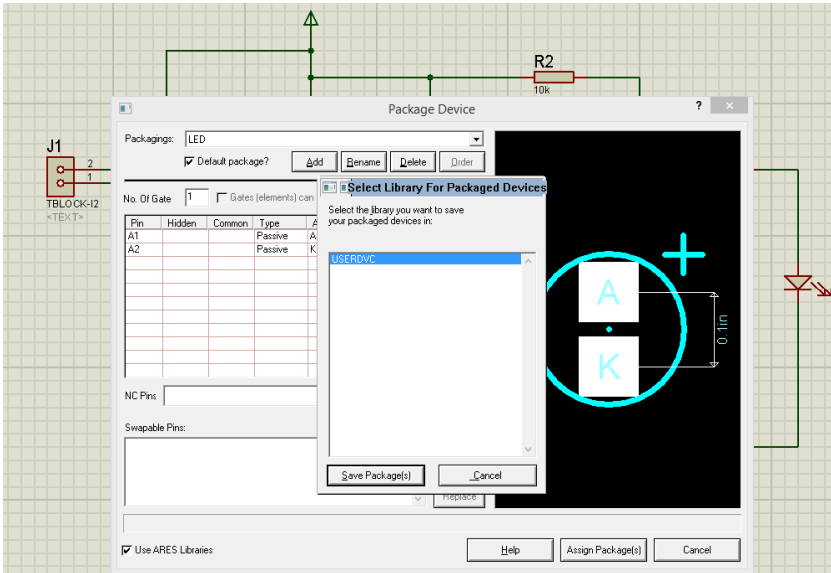 R2
10k
Package Device
?
Packagings: LED
Default package?
Add
Rename
Delete
Order
J1
2
1
TBLOCK-I2
<TEXT>
No. Of Gate 1
Gates (elements) can
Select Library For Packaged Devices
Select the library you want to save
your packaged devices in:
USERDVC
Pin Hidden Common Type A
A1 Passive A
A2 Passive K
A
K
0.1in
NC Pins
Swapable Pins:
Save Package(s)
Cancel
Replace
Use ARES Libraries
Help
Assign Package(s)
Cancel